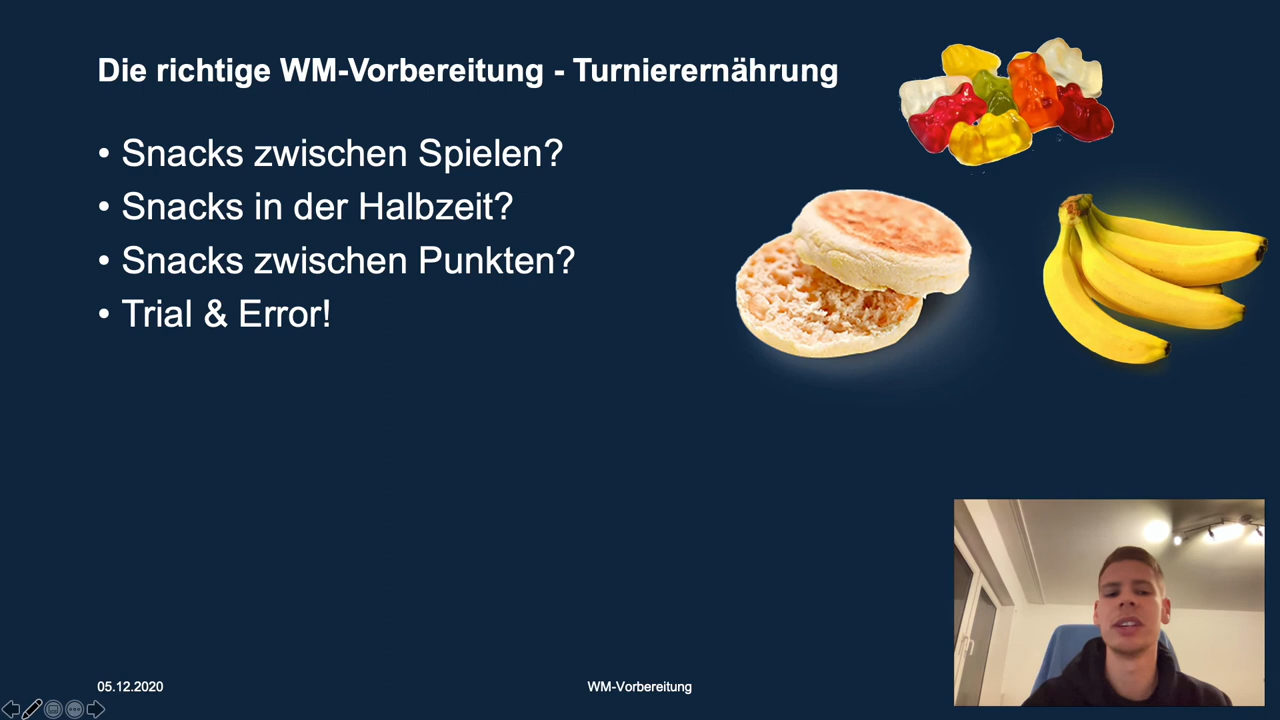 Die richtige WM-Vorbereitung - Turnierernährung
• Snacks zwischen Spielen?
• Snacks in der Halbzeit?
• Snacks zwischen Punkten?
• Trial & Error!
05.12.2020
WM-Vorbereitung